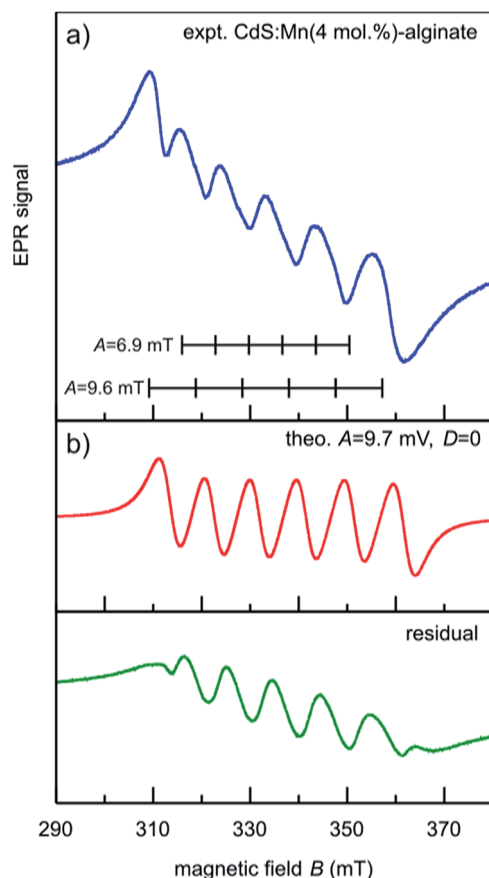 a) expt. CdS:Mn(4 mol.%)-alginate
EPR signal
A=6.9 mT
A=9.6 mT
b) theo. A=9.7 mV, D=0
residual
290 310 330 350 370
magnetic field B (mT)